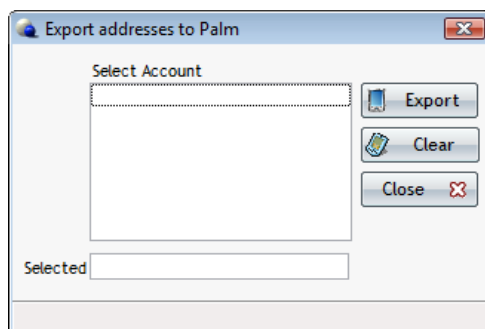 Export addresses to Palm
Select Account
Export
Clear
Close
Selected